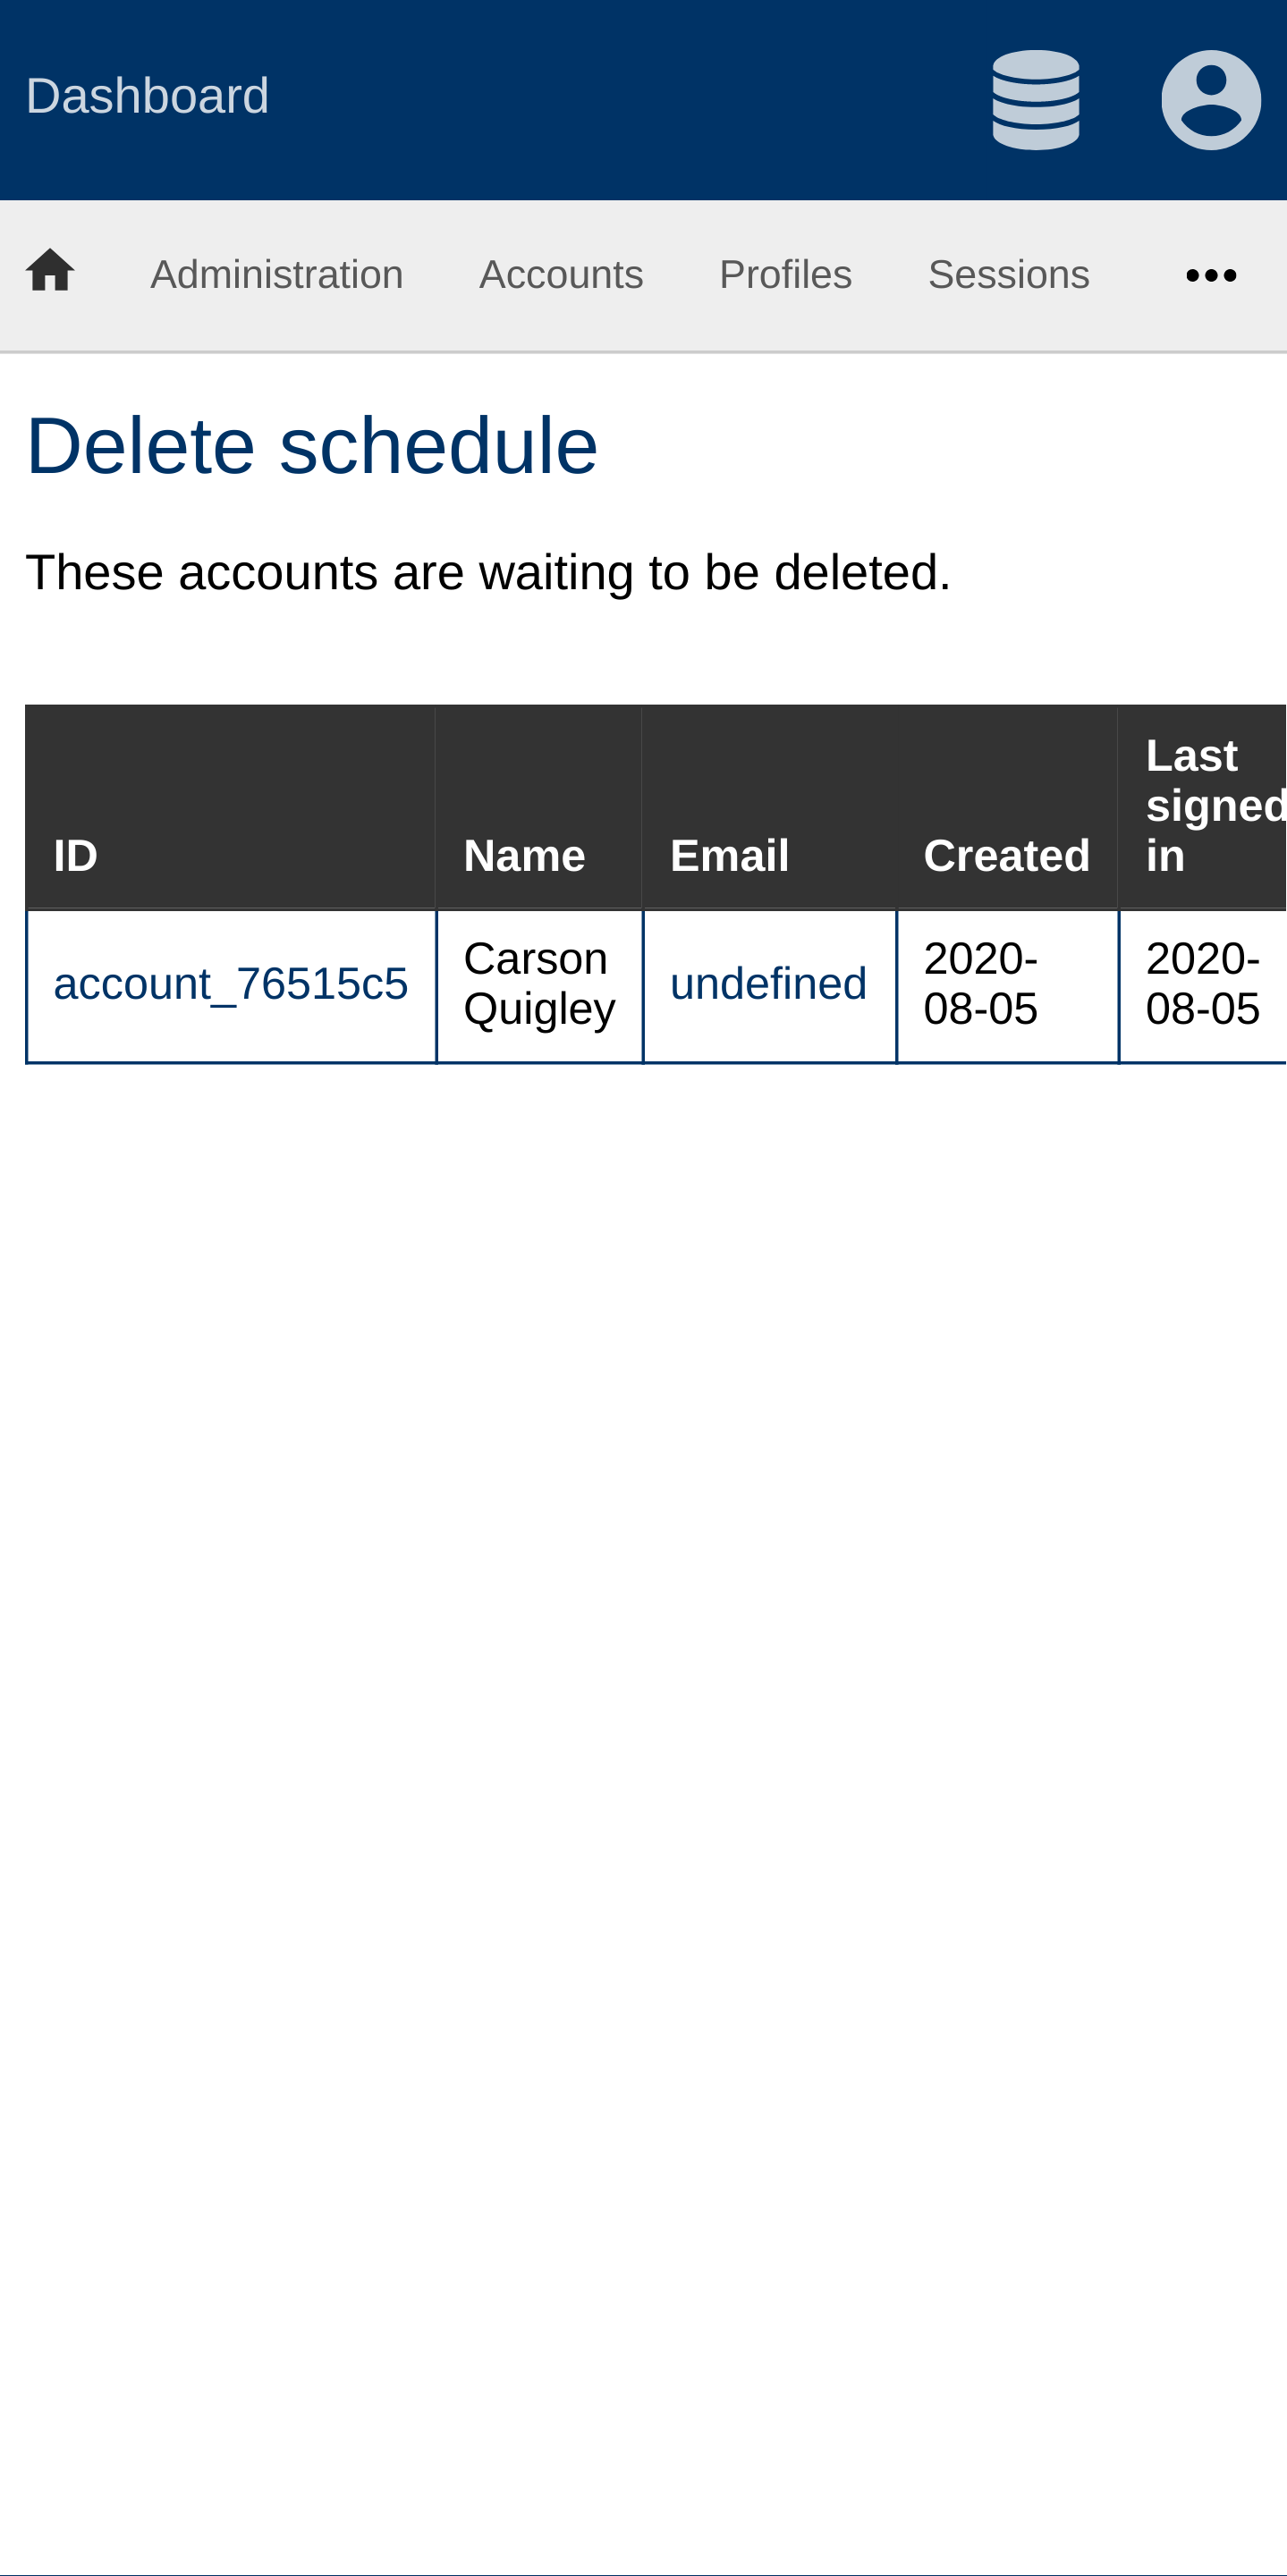 Dashboard
Administration Accounts Profiles Sessions
Delete schedule
These accounts are waiting to be deleted.
ID Name Email Created Last signed in
account_76515c5 Carson Quigley undefined 2020-08-05 2020-08-05